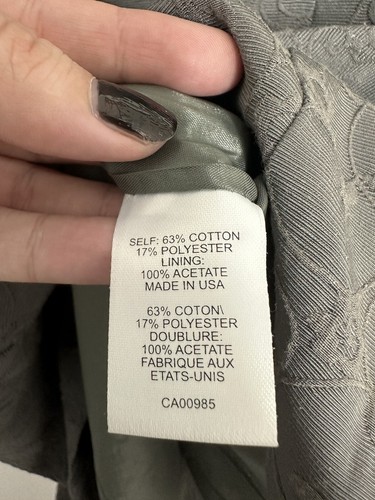 SELF: 63% COTTON
17% POLYESTER
LINING:
100% ACETATE
MADE IN USA
63% COTON\
17% POLYESTER
DOUBLURE:
100% ACETATE
FABRIQUE AUX
ETATS-UNIS
CA00985